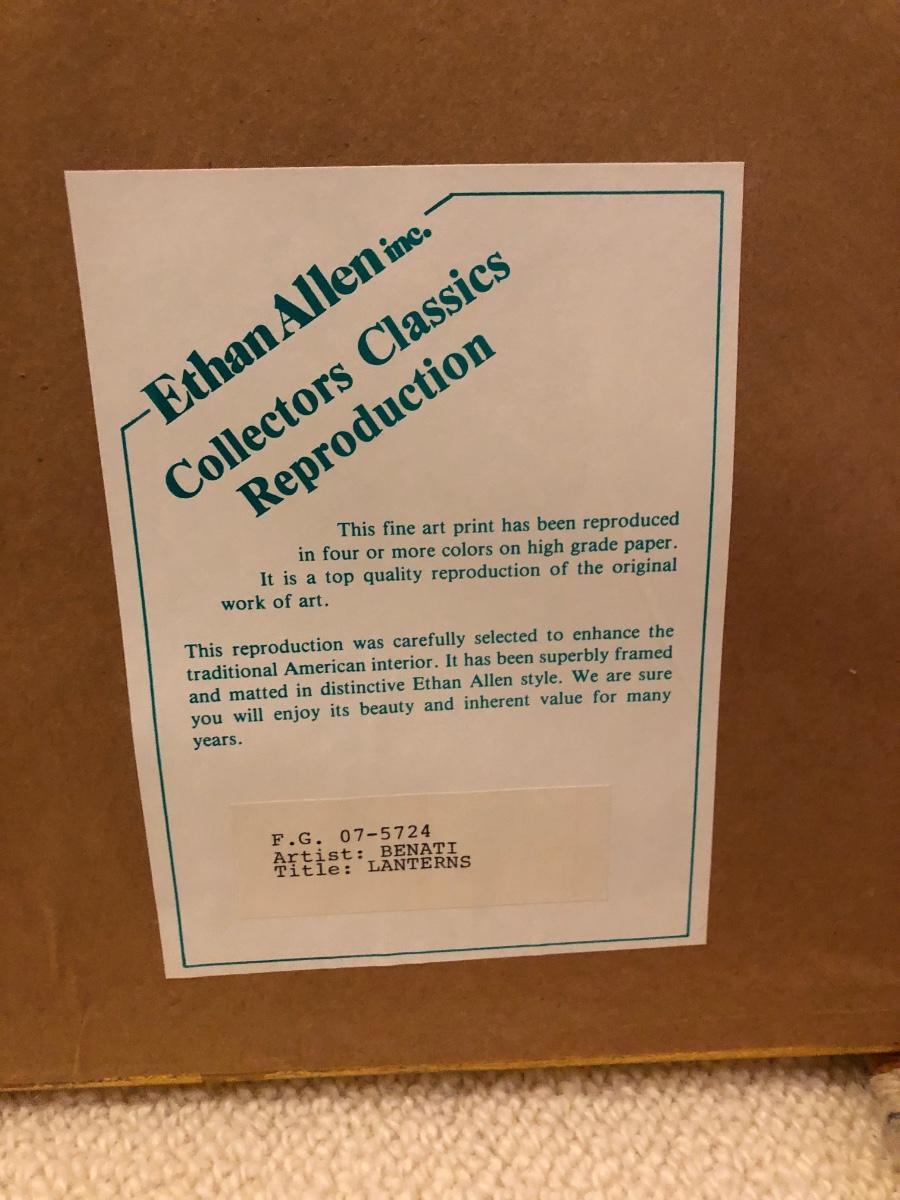 Ethan Allen inc.
Collectors Classics
Reproduction
This fine art print has been reproduced
in four or more colors on high grade paper.
It is a top quality reproduction of the original
work of art.
This reproduction was carefully selected to enhance the
traditional American interior. It has been superbly framed
and matted in distinctive Ethan Allen style. We are sure
you will enjoy its beauty and inherent value for many
years.
F.G. 07-5724
Artist: BENATI
Title: LANTERNS